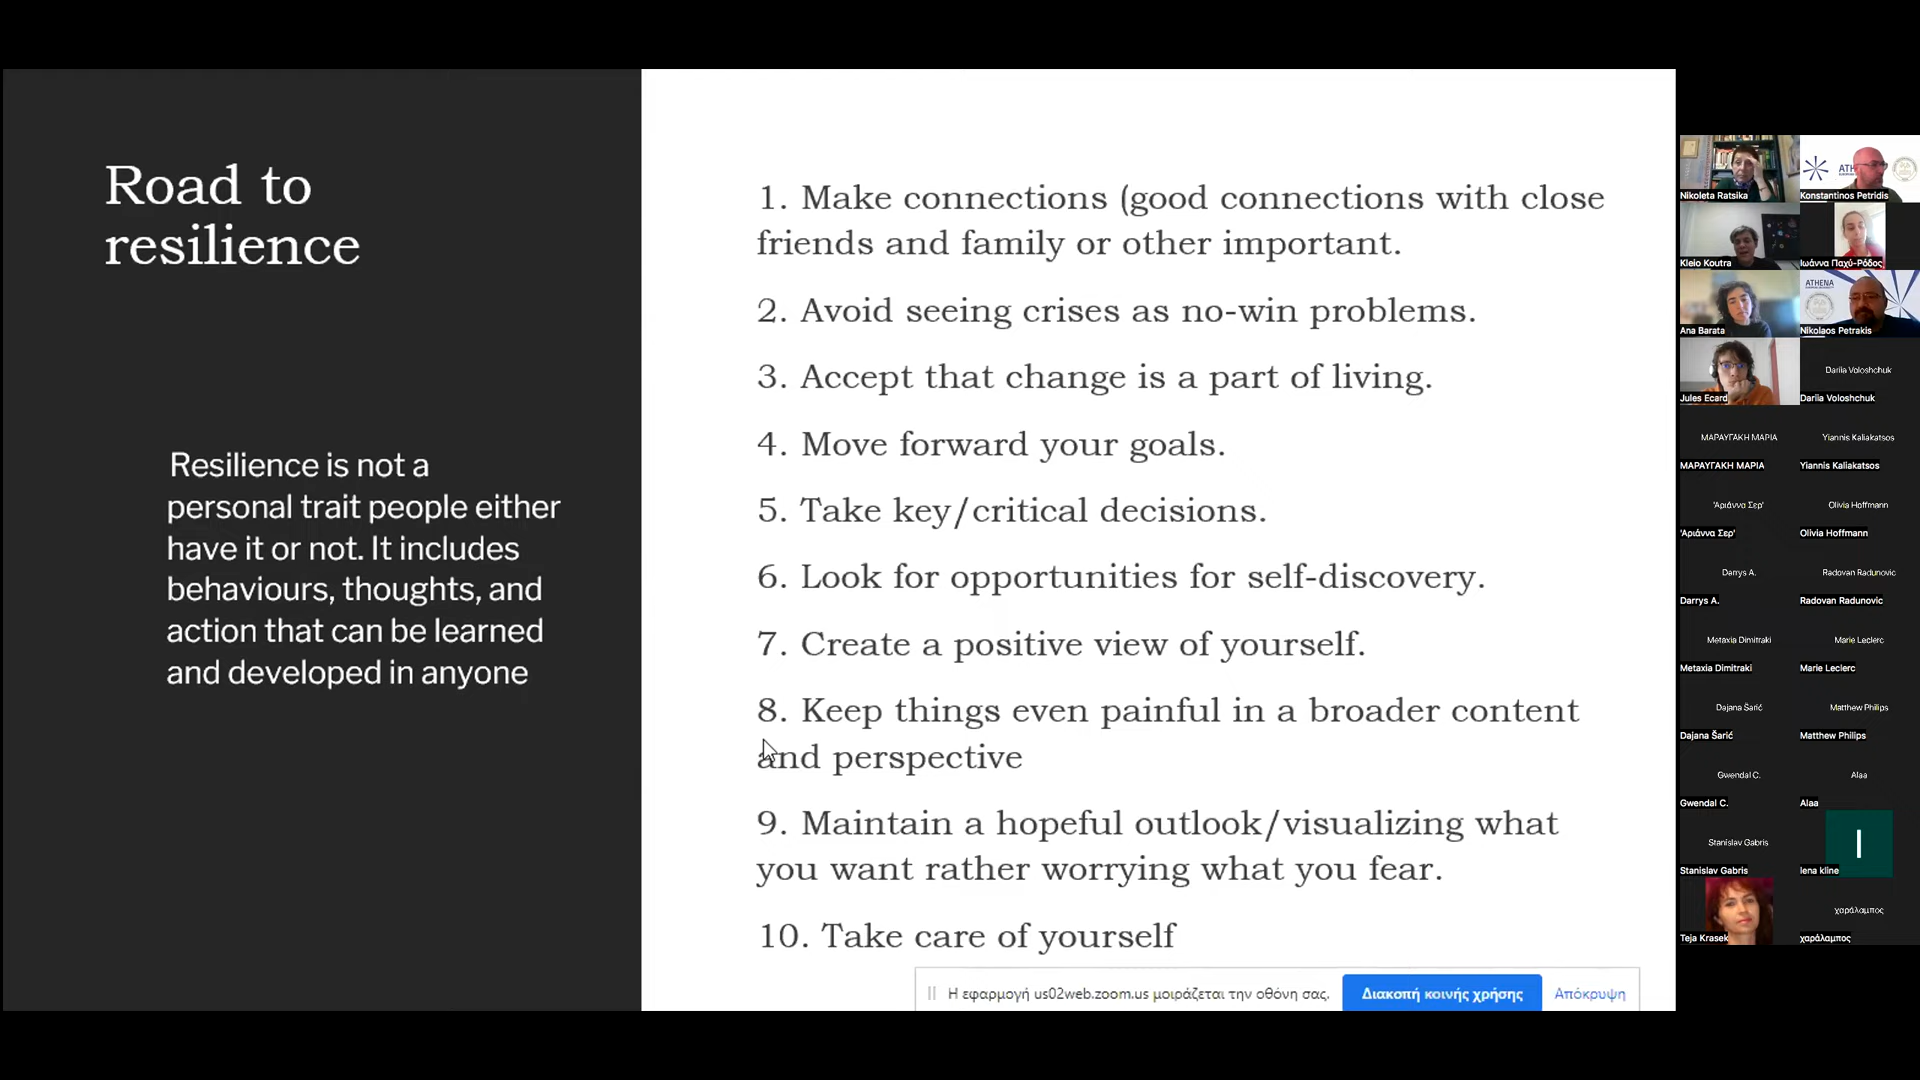 Road to
resilience
Resilience is not a
personal trait people either
have it or not. It includes
behaviours, thoughts, and
action that can be learned
and developed in anyone
1. Make connections (good connections with close
friends and family or other important.
2. Avoid seeing crises as no-win problems.
3. Accept that change is a part of living.
4. Move forward your goals.
5. Take key/critical decisions.
6. Look for opportunities for self-discovery.
7. Create a positive view of yourself.
8. Keep things even painful in a broader content
and perspective
9. Maintain a hopeful outlook/visualizing what
you want rather worrying what you fear.
10. Take care of yourself
Η εφαρμογή us02web.zoom.us μοιράζεται την οθόνη σας.
Διακοπή κοινής χρήσης
Απόκρυψη
Nikoleta Ratsika
Konstantinos Petridis
Kleio Koutra
Ιωάννα Παχύ-Ρόδος
ATHENA
Ana Barata
Nikolaos Petrakis
Dariia Voloshchuk
Jules Ecard
Dariia Voloshchuk
ΜΑΡΑΥΓΑΚΗ ΜΑΡΙΑ
Yiannis Kaliakatsos
ΜΑΡΑΥΓΑΚΗ ΜΑΡΙΑ
Yiannis Kaliakatsos
'Αριάννα Σερ'
Olivia Hoffmann
'Αριάννα Σερ'
Olivia Hoffmann
Darrys A.
Radovan Radunovic
Darrys A.
Radovan Radunovic
Metaxia Dimitraki
Marie Leclerc
Metaxia Dimitraki
Marie Leclerc
Dajana Šarić
Matthew Philips
Dajana Šarić
Matthew Philips
Gwendal C.
Alaa
Gwendal C.
Alaa
Stanislav Gabris
I
Stanislav Gabris
lena kline
χαράλαμπος
Teja Krasek
χαράλαμπος